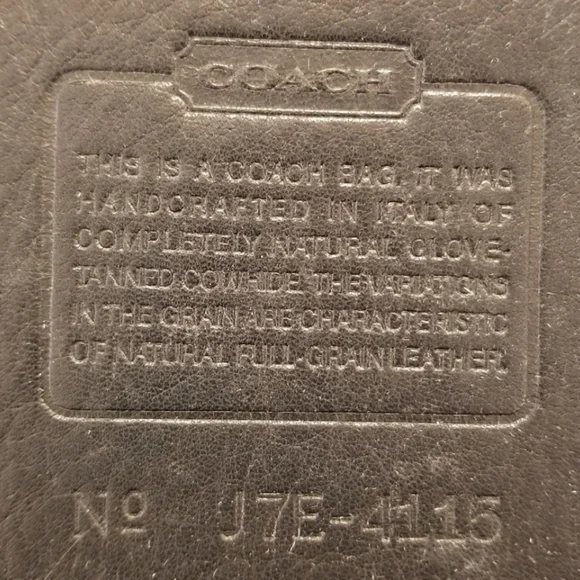 COACH
THIS IS A COACH BAG. IT WAS
HANDCRAFTED IN ITALY OF
COMPLETELY NATURAL GLOVE-
TANNED COWHIDE. THE VARIATIONS
IN THE GRAIN ARE CHARACTERISTIC
OF NATURAL FULL-GRAIN LEATHER.
Nº J7E-4115